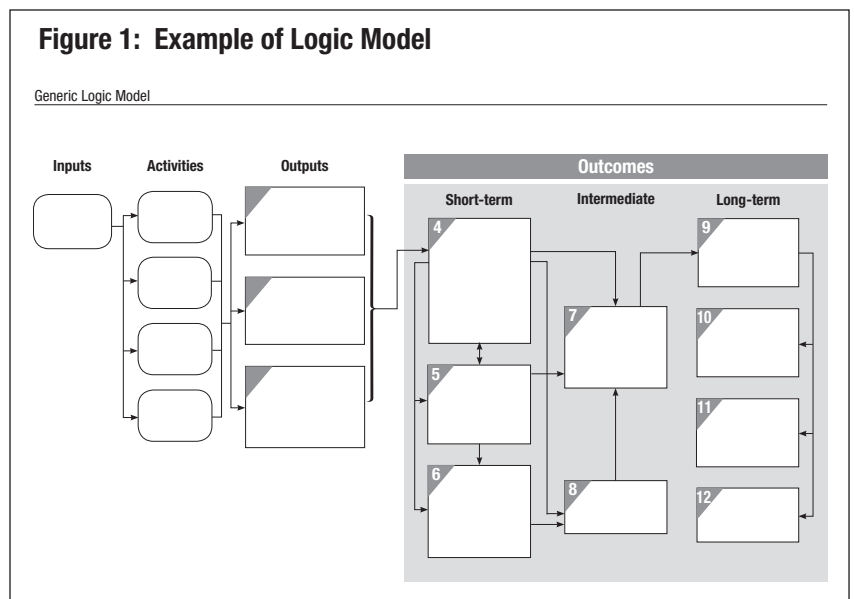 Figure 1: Example of Logic Model
Generic Logic Model
Inputs
Activities
Outputs
Outcomes
Short-term
Intermediate
Long-term
4
5
6
7
8
9
10
11
12